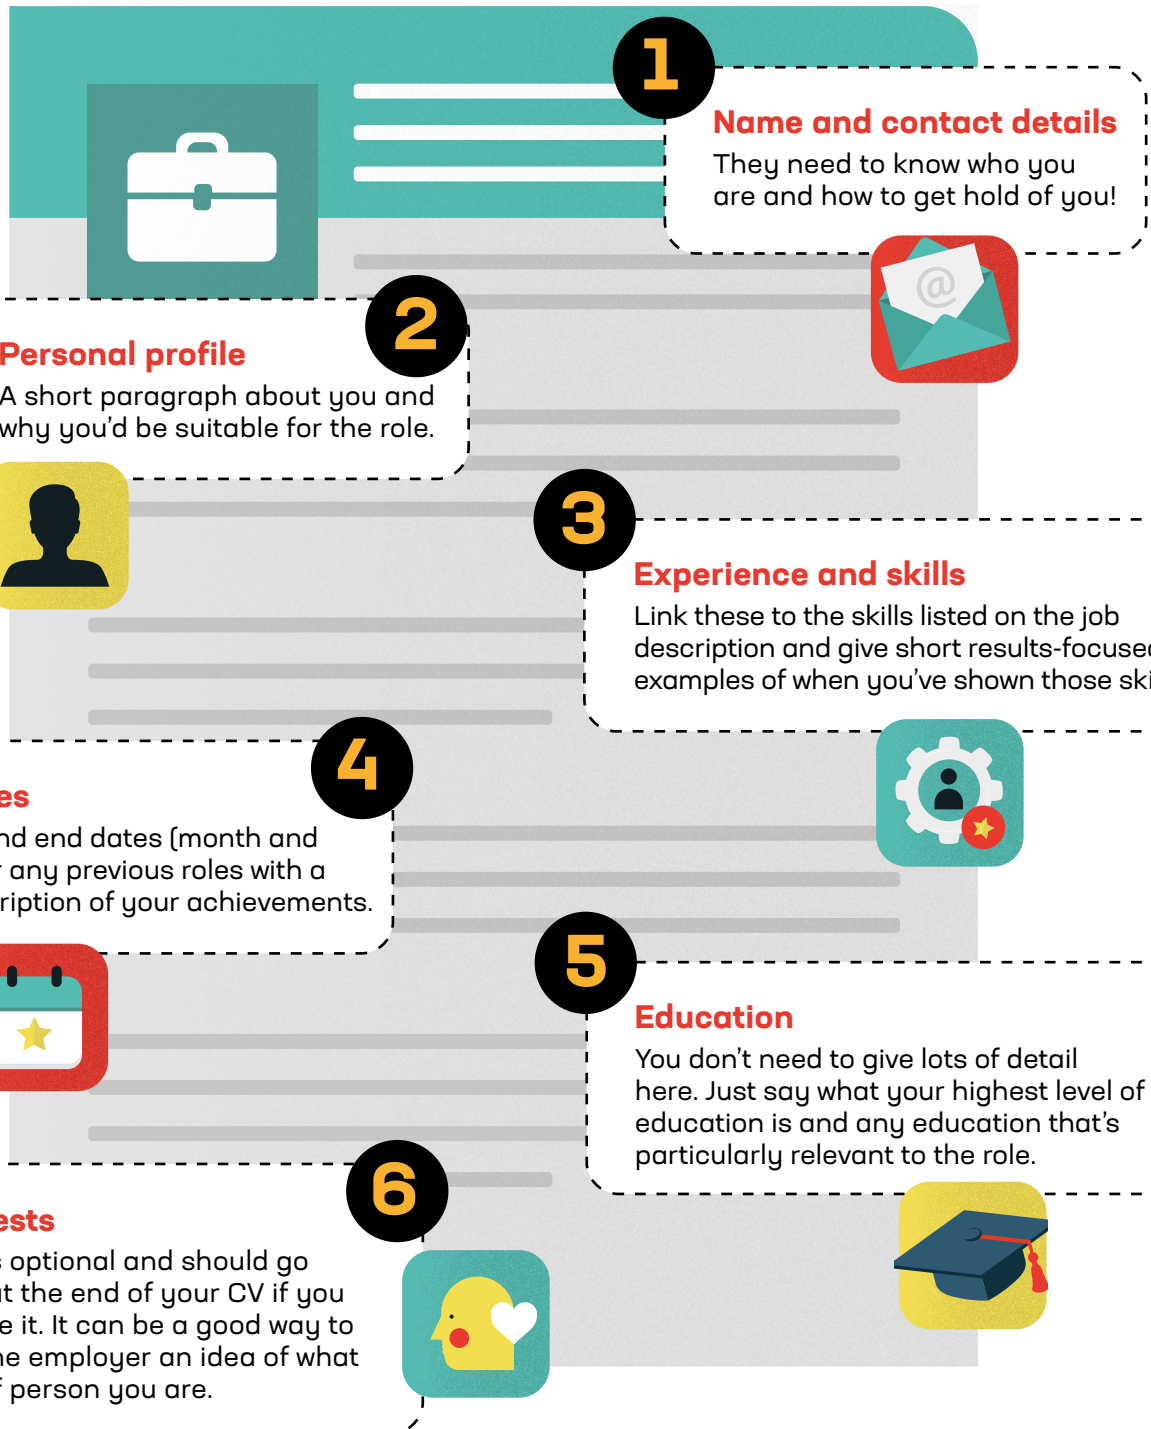 1
Name and contact details
They need to know who you
are and how to get hold of you!
@
2
Personal profile
A short paragraph about you and
why you'd be suitable for the role.
3
Experience and skills
Link these to the skills listed on the job
description and give short results-focused
examples of when you've shown those
4
end dates (month and
any previous roles with a
of your achievements.
5
Education
You don't need to give lots of detail
here. Just say what your highest level of
education is and any education that's
particularly relevant to the role.
6
optional and should go
the end of your CV if you
it. It can be a good way to
employer an idea of what
person you are.